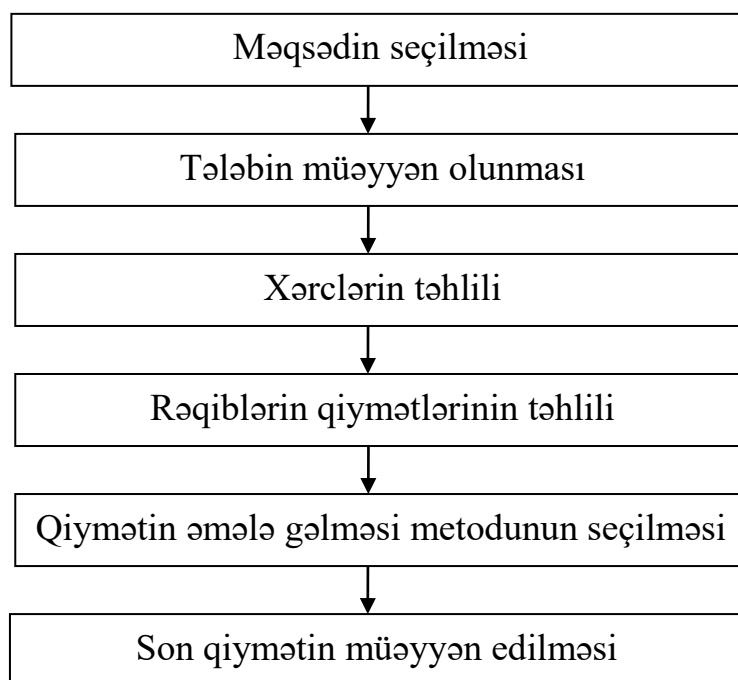 Məqsədin seçilməsi
Tələbin müəyyən olunması
Xərclərin təhlili
Rəqiblərin qiymətlərinin təhlili
Qiymətin əmələ gəlməsi metodunun seçilməsi
Son qiymətin müəyyən edilməsi